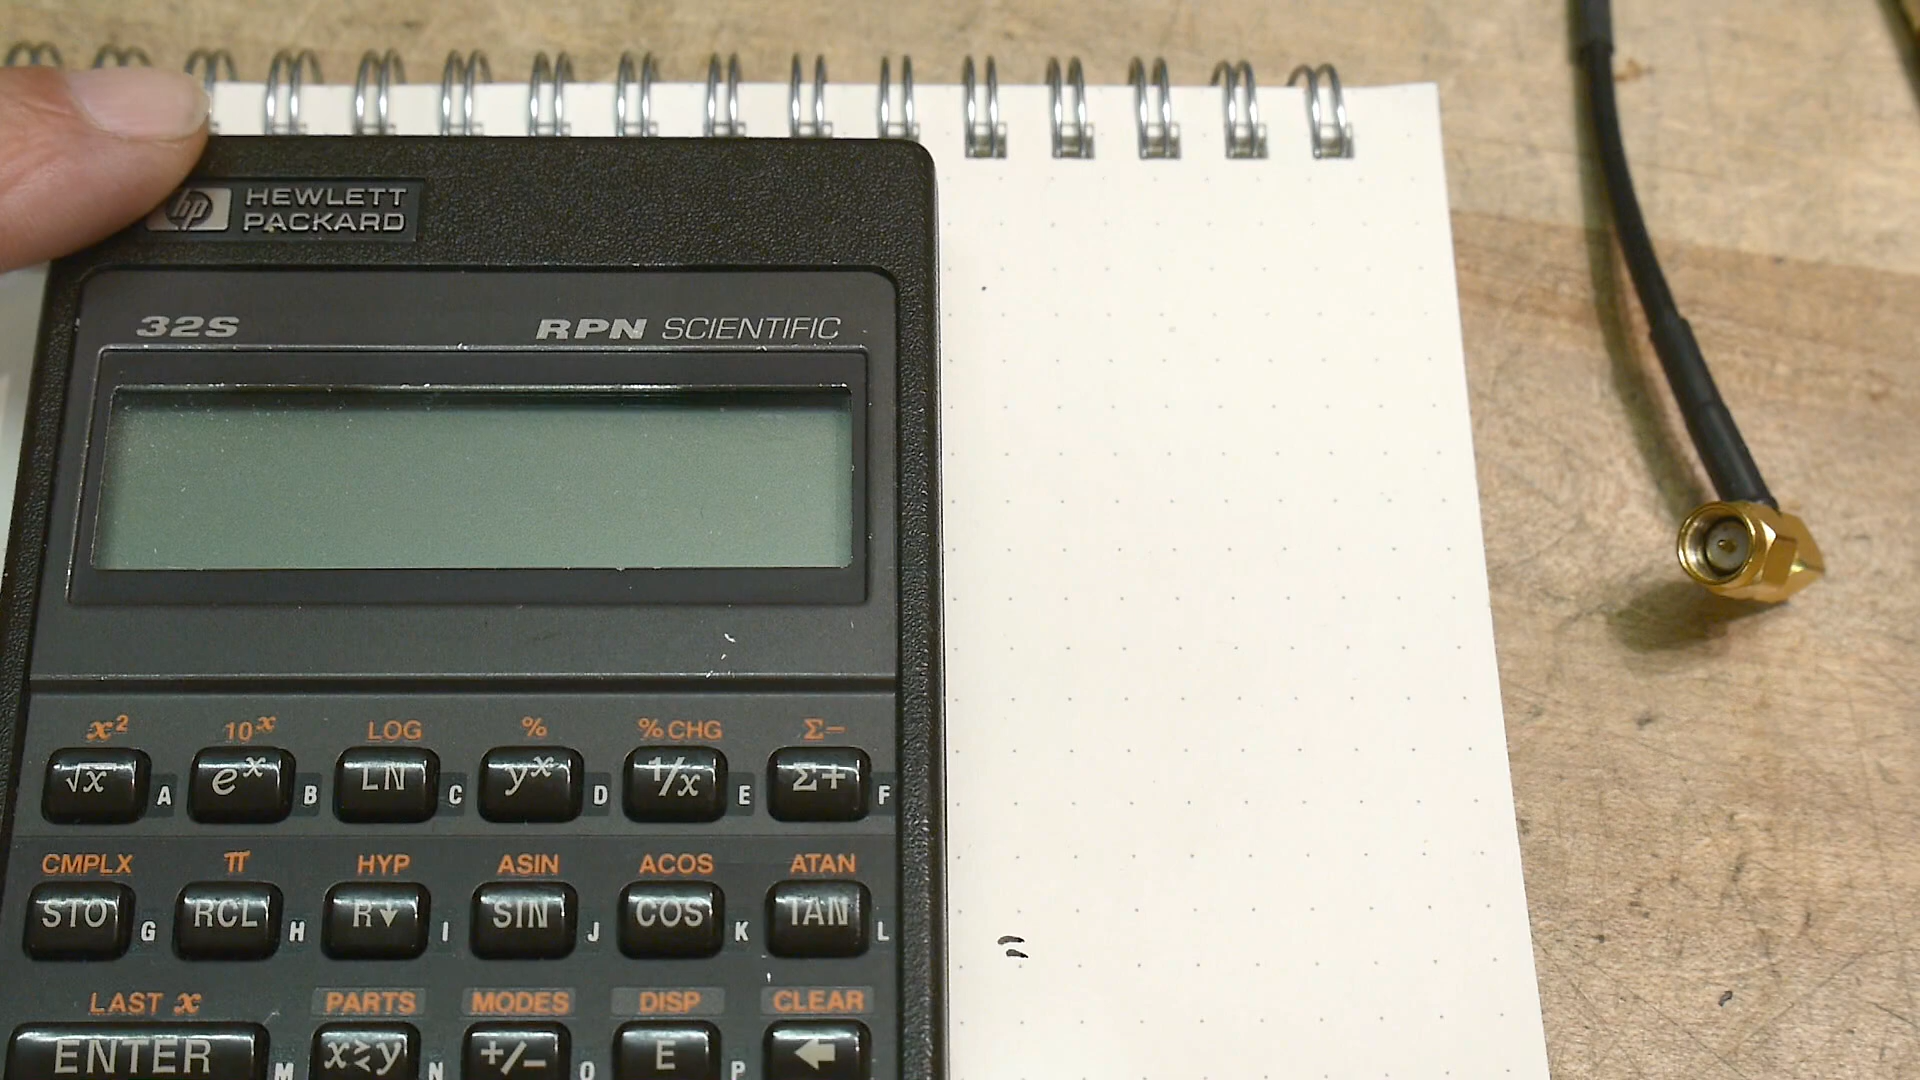 hp HEWLETT
PACKARD
32S RPN SCIENTIFIC
x² 10ˣ LOG % %CHG Σ−
√x A eˣ B LN C yˣ D 1/x E Σ+ F
CMPLX π HYP ASIN ACOS ATAN
STO G RCL H R▼ I SIN J COS K TAN L
LAST x PARTS MODES DISP CLEAR
ENTER M x≷y N +/− O E P ←
=